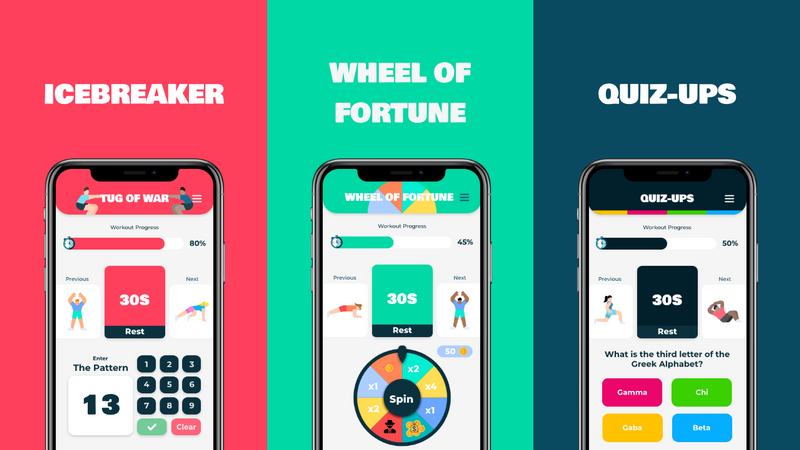 ICEBREAKER
TUG OF WAR
Workout Progress
80%
Previous
30S
Rest
Next
Enter
The Pattern
13
1 2 3
4 5 6
7 8 9
Clear
WHEEL OF
FORTUNE
WHEEL OF FORTUNE
Workout Progress
45%
Previous
30S
Rest
Next
50
x2
x1
x4
Spin
x2
x1
QUIZ-UPS
QUIZ-UPS
Workout Progress
50%
Previous
30S
Rest
Next
What is the third letter of the
Greek Alphabet?
Gamma
Chi
Gaba
Beta